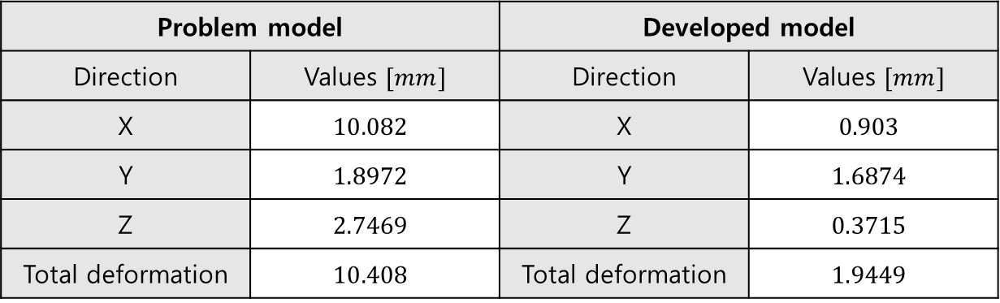 Problem model Developed model
Direction Values [mm] Direction Values [mm]
X 10.082 X 0.903
Y 1.8972 Y 1.6874
Z 2.7469 Z 0.3715
Total deformation 10.408 Total deformation 1.9449